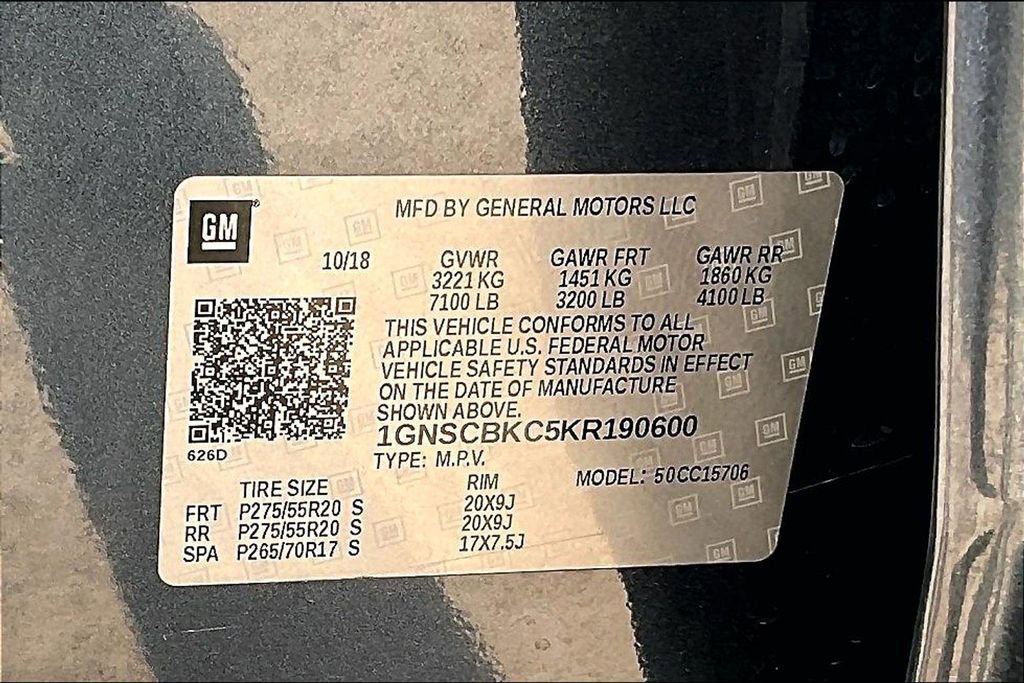 GM
MFD BY GENERAL MOTORS LLC
10/18
GVWR GAWR FRT GAWR RR
3221 KG 1451 KG 1860 KG
7100 LB 3200 LB 4100 LB
THIS VEHICLE CONFORMS TO ALL
APPLICABLE U.S. FEDERAL MOTOR
VEHICLE SAFETY STANDARDS IN EFFECT
ON THE DATE OF MANUFACTURE
SHOWN ABOVE.
1GNSCBKC5KR190600
626D
TYPE: M.P.V. MODEL: 50CC15706
TIRE SIZE RIM
FRT P275/55R20 S 20X9J
RR P275/55R20 S 20X9J
SPA P265/70R17 S 17X7.5J